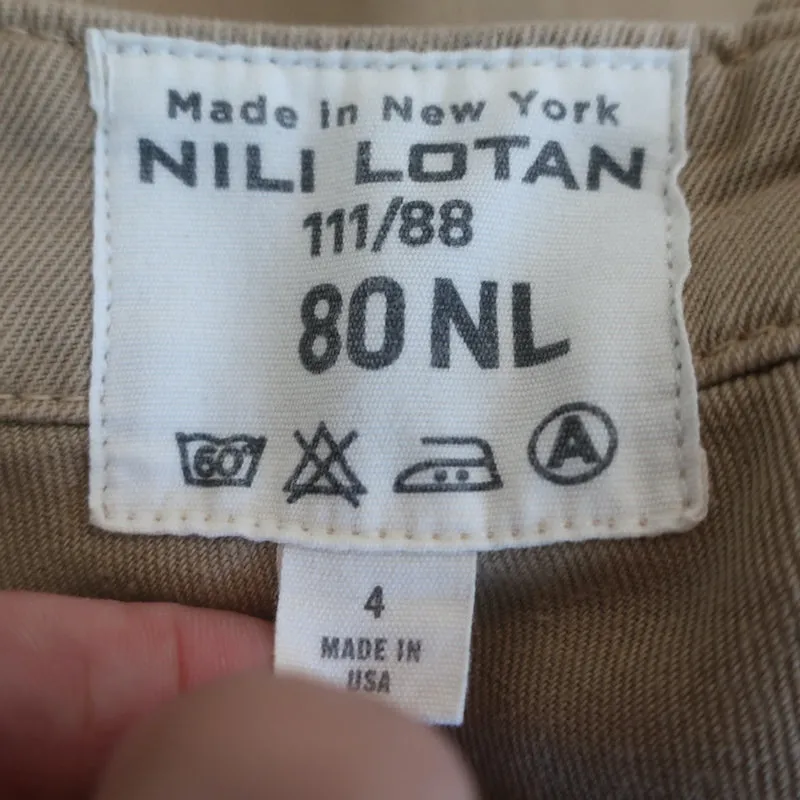 Made in New York
NILI LOTAN
111/88
80 NL
60° A
4
MADE IN
USA